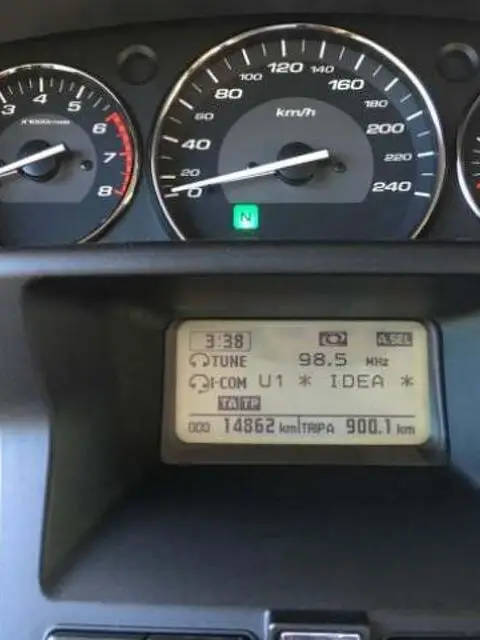 3 4 5 6 7 8
X1000r/min
0 20 40 60 80 100 120 140 160 180 200 220 240
km/h
N
3:38 A.SEL
TUNE 98.5 MHz
I-COM U1 * IDEA *
TA TP
ODO 14862 km TRIP A 900.1 km